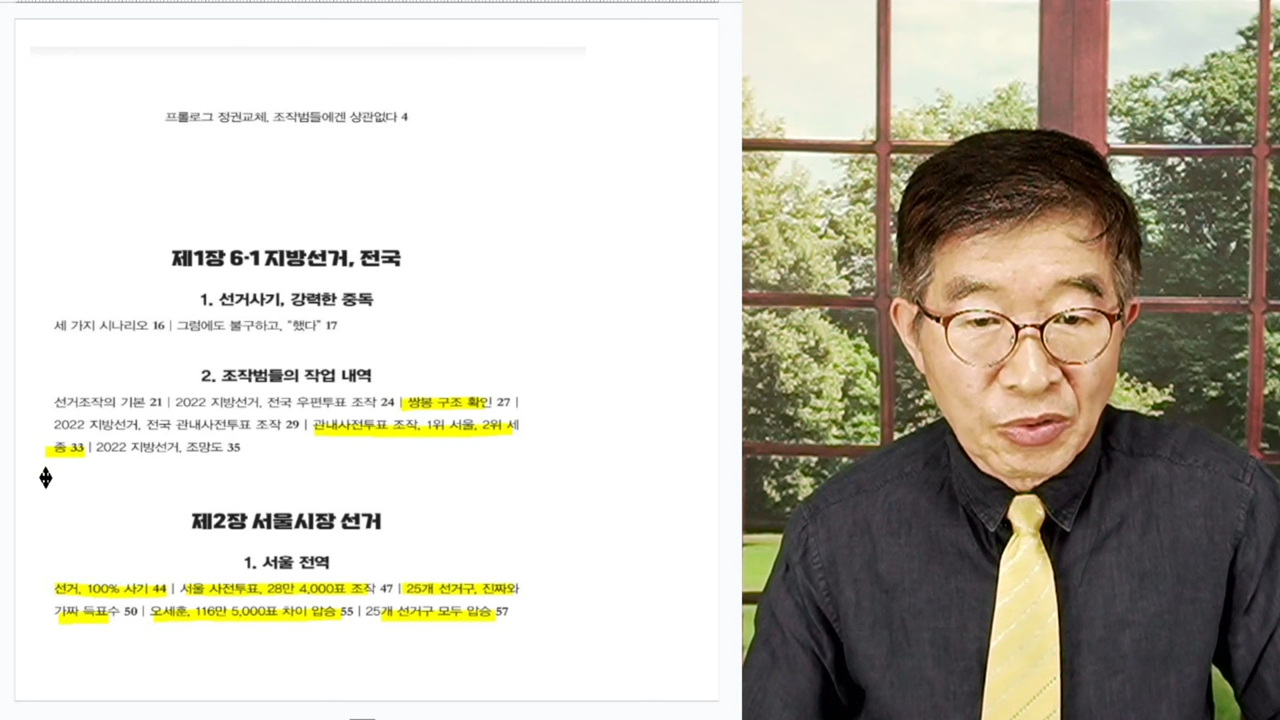 프롤로그 정권교체, 조작범들에겐 상관없다 4
제1장 6·1 지방선거, 전국
1. 선거사기, 강력한 중독
세 가지 시나리오 16 | 그럼에도 불구하고, "했다" 17
2. 조작범들의 작업 내역
선거조작의 기본 21 | 2022 지방선거, 전국 우편투표 조작 24 | 쌍봉 구조 확인 27 |
2022 지방선거, 전국 관내사전투표 조작 29 | 관내사전투표 조작, 1위 서울, 2위 세
종 33 | 2022 지방선거, 조망도 35
제2장 서울시장 선거
1. 서울 전역
선거, 100% 사기 44 | 서울 사전투표, 28만 4,000표 조작 47 | 25개 선거구, 진짜와
가짜 득표수 50 | 오세훈, 116만 5,000표 차이 압승 55 | 25개 선거구 모두 압승 57